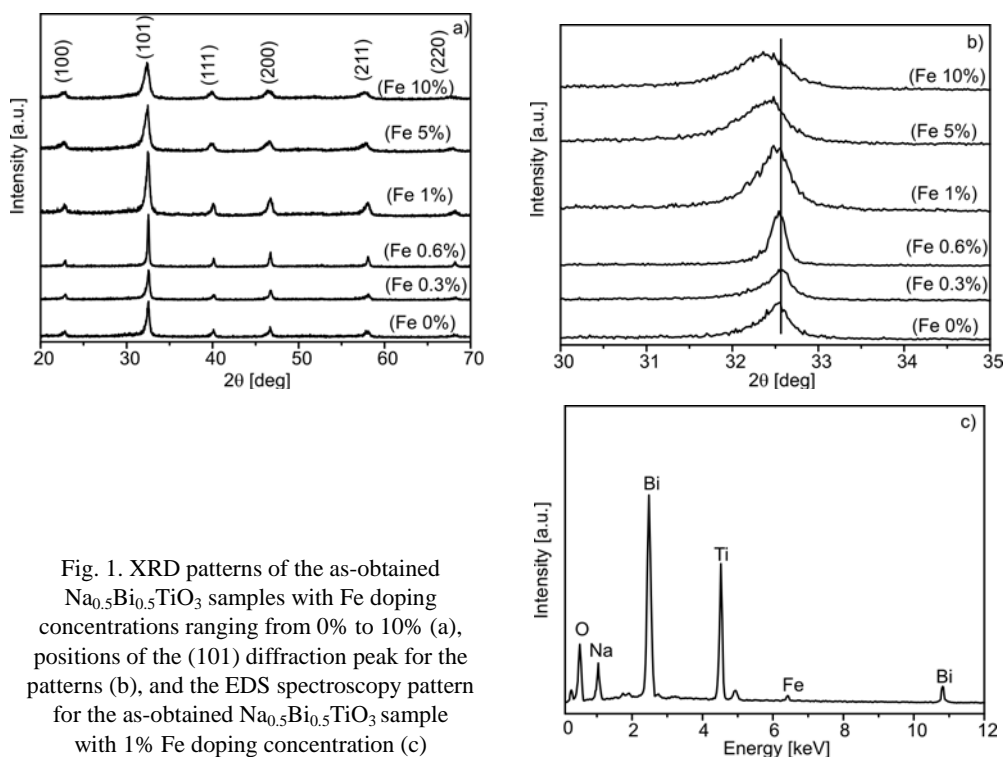 a)
(100)
(101)
(111)
(200)
(211)
(220)
(Fe 10%)
(Fe 5%)
(Fe 1%)
(Fe 0.6%)
(Fe 0.3%)
(Fe 0%)
Intensity [a.u.]
20 30 40 50 60 70
2θ [deg]
b)
(Fe 10%)
(Fe 5%)
(Fe 1%)
(Fe 0.6%)
(Fe 0.3%)
(Fe 0%)
Intensity [a.u.]
30 31 32 33 34 35
2θ [deg]
c)
Bi
Ti
O
Na
Fe
Bi
Intensity [a.u.]
0 2 4 6 8 10 12
Energy [keV]
Fig. 1. XRD patterns of the as-obtained
Na₀.₅Bi₀.₅TiO₃ samples with Fe doping
concentrations ranging from 0% to 10% (a),
positions of the (101) diffraction peak for the
patterns (b), and the EDS spectroscopy pattern
for the as-obtained Na₀.₅Bi₀.₅TiO₃ sample
with 1% Fe doping concentration (c)